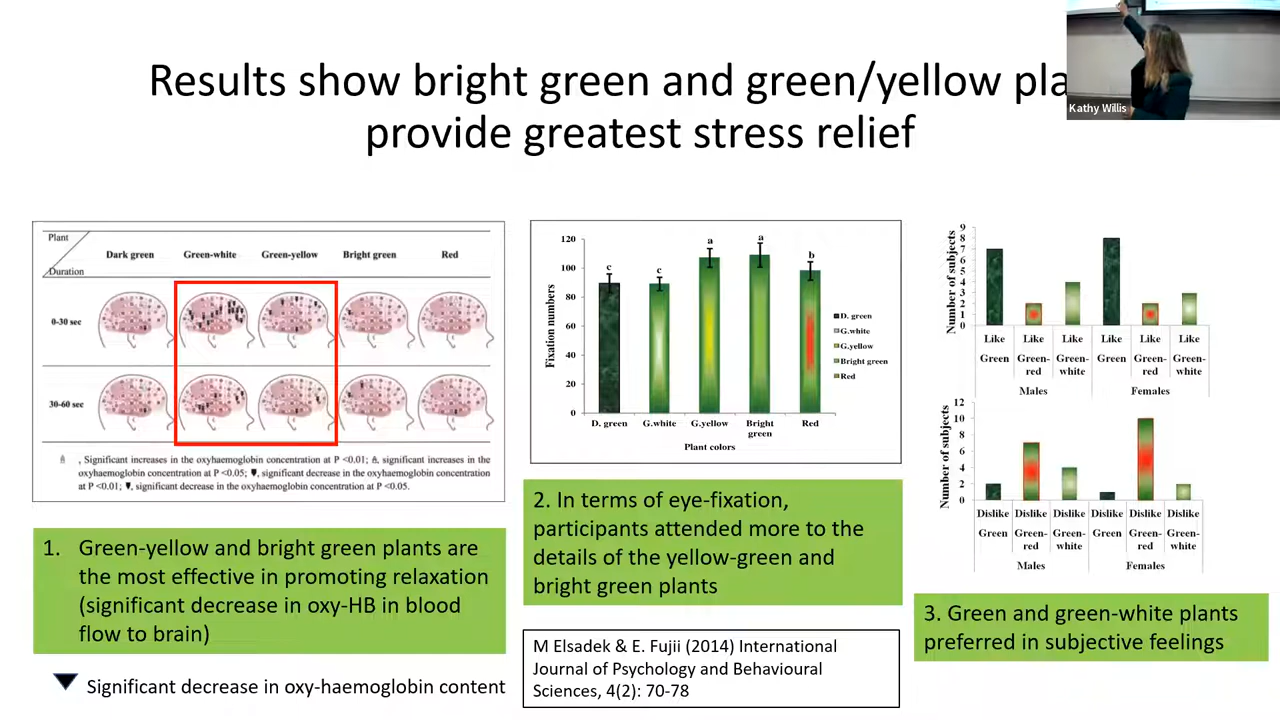 Results show bright green and green/yellow pla
provide greatest stress relief
Kathy Willis
Plant
Duration
Dark green
Green-white
Green-yellow
Bright green
Red
0-30 sec
30-60 sec
, Significant increases in the oxyhaemoglobin concentration at P <0.01; , significant increases in the
oxyhaemoglobin concentration at P <0.05; , significant decrease in the oxyhaemoglobin concentration
at P <0.01; , significant decrease in the oxyhaemoglobin concentration at P <0.05.
1. Green-yellow and bright green plants are
the most effective in promoting relaxation
(significant decrease in oxy-HB in blood
flow to brain)
Significant decrease in oxy-haemoglobin content
Fixation numbers
120
100
80
60
40
20
0
c
c
a
a
b
D. green
G.white
G.yellow
Bright
green
Red
Plant colors
D. green
G.white
G.yellow
Bright green
Red
2. In terms of eye-fixation,
participants attended more to the
details of the yellow-green and
bright green plants
M Elsadek & E. Fujii (2014) International
Journal of Psychology and Behavioural
Sciences, 4(2): 70-78
Number of subjects
9
8
7
6
5
4
3
2
1
0
Like
Like
Like
Like
Like
Like
Green
Green-
red
Green-
white
Green
Green-
red
Green-
white
Males
Females
Number of subjects
12
10
8
6
4
2
0
Dislike
Dislike
Dislike
Dislike
Dislike
Dislike
Green
Green-
red
Green-
white
Green
Green-
red
Green-
white
Males
Females
3. Green and green-white plants
preferred in subjective feelings